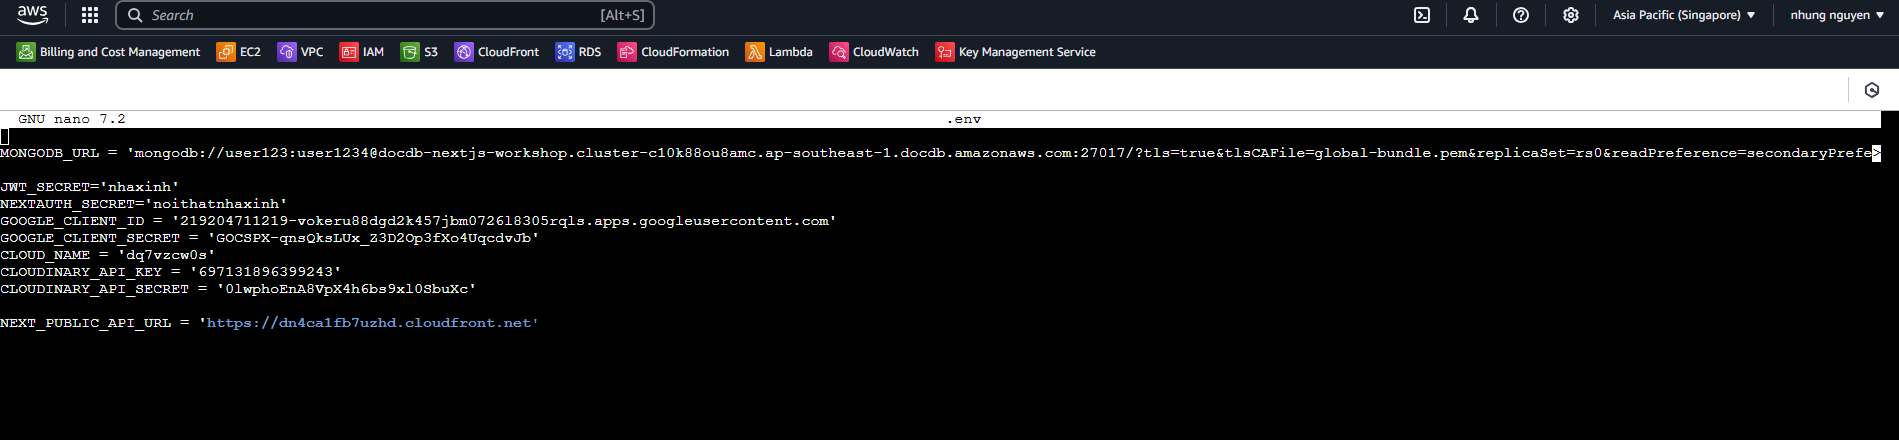 aws
Search [Alt+S] Asia Pacific (Singapore) nhung nguyen
Billing and Cost Management EC2 VPC IAM S3 CloudFront RDS CloudFormation Lambda CloudWatch Key Management Service
GNU nano 7.2 .env
MONGODB_URL = 'mongodb://user123:user1234@docdb-nextjs-workshop.cluster-c10k88ou8amc.ap-southeast-1.docdb.amazonaws.com:27017/?tls=true&tlsCAFile=global-bundle.pem&replicaSet=rs0&readPreference=secondaryPrefe>
JWT_SECRET='nhaxinh'
NEXTAUTH_SECRET='noithatnhaxinh'
GOOGLE_CLIENT_ID = '219204711219-vokeru88dgd2k457jbm0726l8305rqls.apps.googleusercontent.com'
GOOGLE_CLIENT_SECRET = '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'
CLOUD_NAME = 'dq7vzcw0s'
CLOUDINARY_API_KEY = '697131896399243'
CLOUDINARY_API_SECRET = '0lwphoEnA8VpX4h6bs9xl0SbuXc'
NEXT_PUBLIC_API_URL = 'https://dn4ca1fb7uzhd.cloudfront.net'